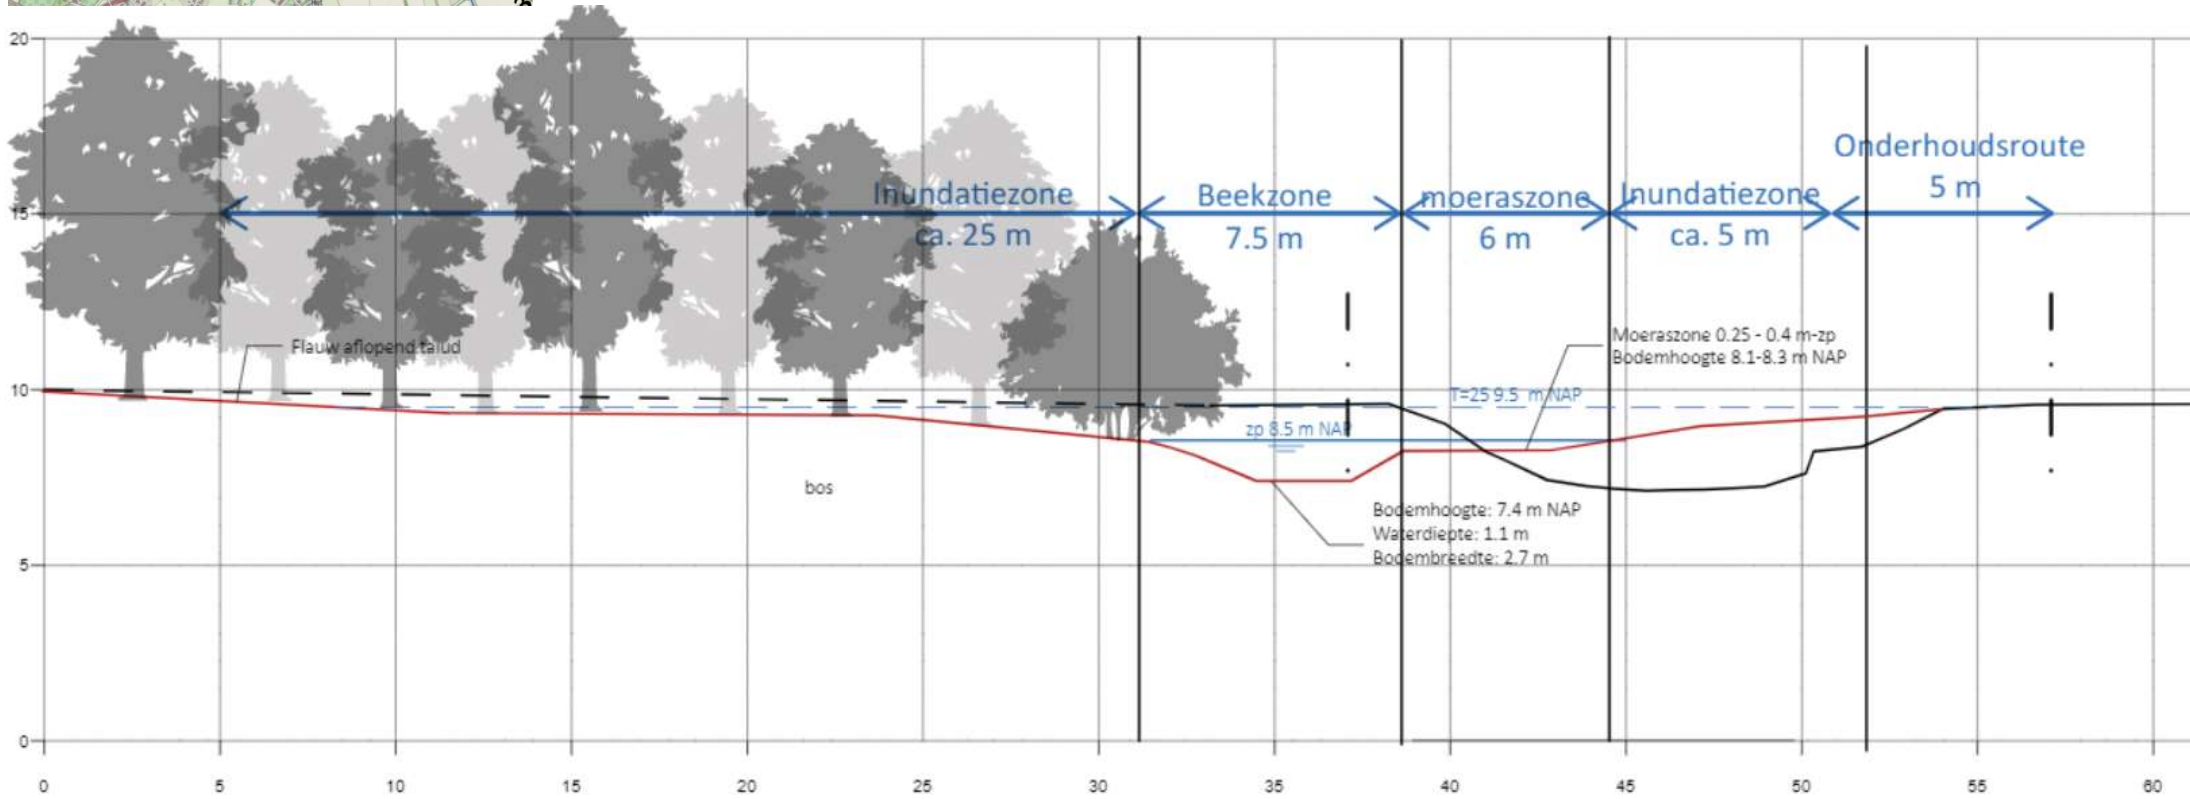 20
15
10
5
0
0
5
10
15
20
25
30
35
40
45
50
55
60
Inundatiezone
ca. 25 m
Beekzone
7.5 m
moeraszone
6 m
Inundatiezone
ca. 5 m
Onderhoudsroute
5 m
Flauw aflopend talud
Moeraszone 0.25 - 0.4 m-zp
Bodemhoogte 8.1-8.3 m NAP
T=25 9.5 m NAP
zp 8.5 m NAP
bos
Bodemhoogte: 7.4 m NAP
Waterdiepte: 1.1 m
Bodembreedte: 2.7 m